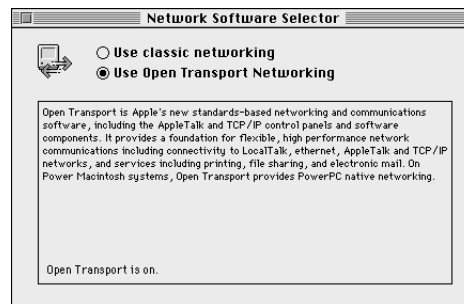 Network Software Selector
Use classic networking
Use Open Transport Networking
Open Transport is Apple's new standards-based networking and communications
software, including the AppleTalk and TCP/IP control panels and software
components. It provides a foundation for flexible, high performance network
communications including connectivity to LocalTalk, ethernet, AppleTalk and TCP/IP
networks, and services including printing, file sharing, and electronic mail. On
Power Macintosh systems, Open Transport provides PowerPC native networking.
Open Transport is on.